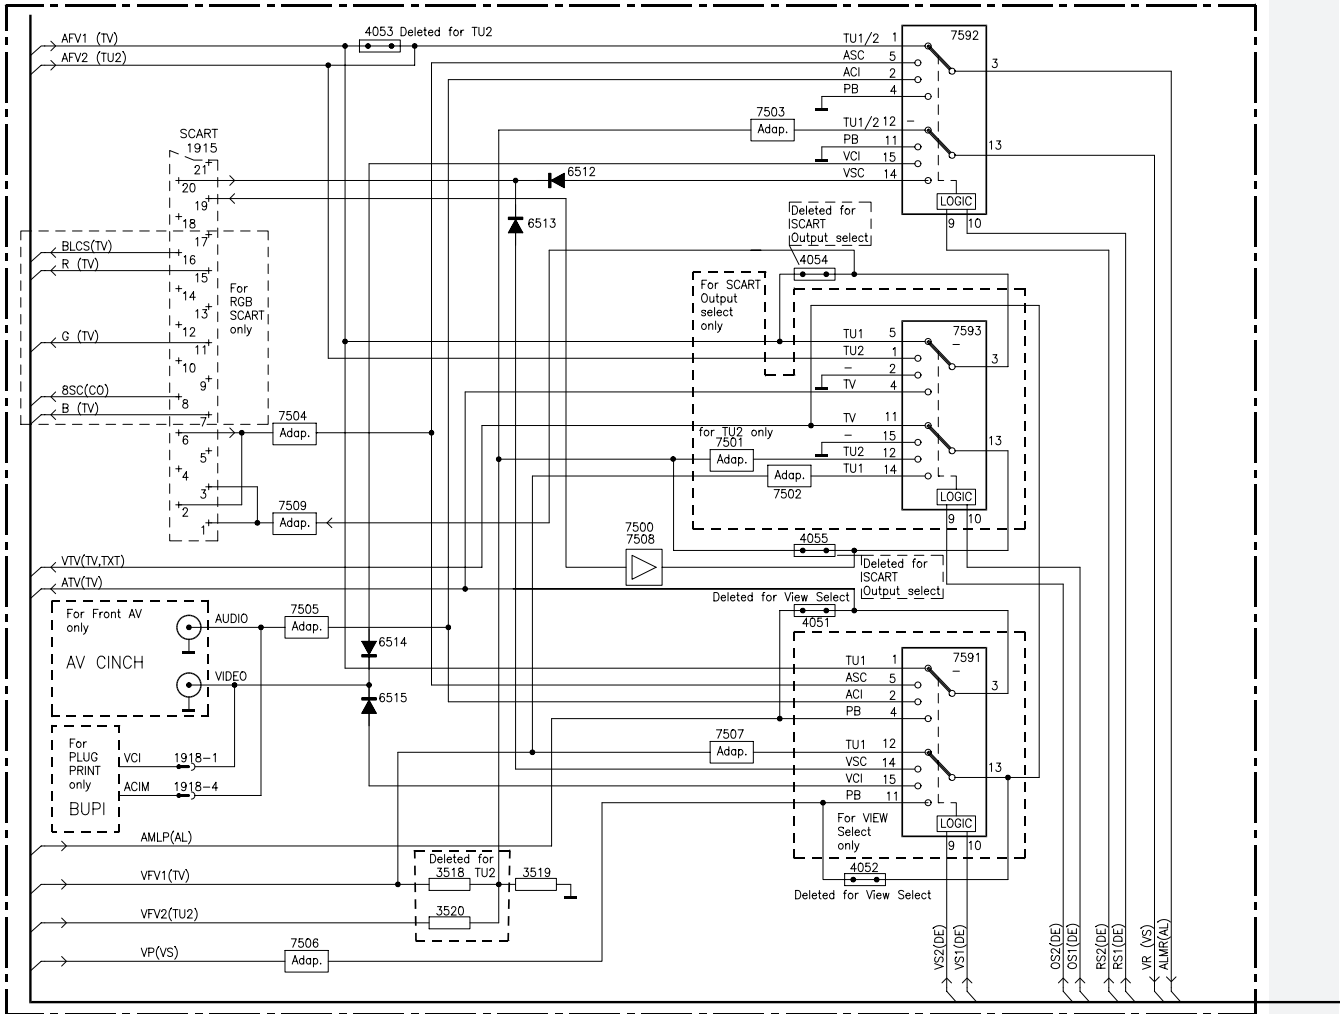 AFV1 (TV)
4053 Deleted for TU2
TU1/2 1
7592
AFV2 (TU2)
ASC 5
ACI 2
3
PB 4
7503
Adap.
TU1/2 12 -
SCART
1915
PB 11
13
VCI 15
VSC 14
21
20
6512
19
LOGIC
18
6513
Deleted for
SCART
Output select
9 10
17
BLCS(TV)
16
R (TV)
15
4054
14
For
RGB
SCART
only
For SCART
Output
select
only
13
12
G (TV)
11
TU1 5
7593
-
TU2 1
3
10
- 2
9
TV 4
8SC(CO)
8
B (TV)
7
7504
Adap.
TV 11
for TU2 only
6
- 15
13
7501
Adap.
TU2 12
5
TU1 14
Adap.
7502
4
3
LOGIC
2
7509
Adap.
9 10
1
7500
7508
4055
VTV(TV,TXT)
Deleted for
SCART
Output select
ATV(TV)
Deleted for View Select
4051
For Front AV
only
7505
Adap.
AUDIO
6514
AV CINCH
TU1 1
7591
-
VIDEO
ASC 5
3
6515
ACI 2
PB 4
For
PLUG
PRINT
only
7507
Adap.
TU1 12
VCI 1918-1
VSC 14
13
VCI 15
ACIM 1918-4
PB 11
BUPI
For VIEW
Select
only
LOGIC
AMLP(AL)
9 10
Deleted for
TU2
4052
VFV1(TV)
3518
3519
Deleted for View Select
VFV2(TU2)
3520
VP(VS)
7506
Adap.
VS2(DE)
VS1(DE)
OS2(DE)
OS1(DE)
RS2(DE)
RS1(DE)
VR (VS)
ALMR(AL)